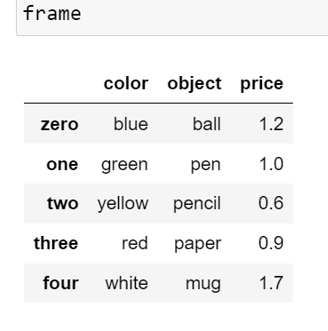 frame
color object price
zero blue ball 1.2
one green pen 1.0
two yellow pencil 0.6
three red paper 0.9
four white mug 1.7